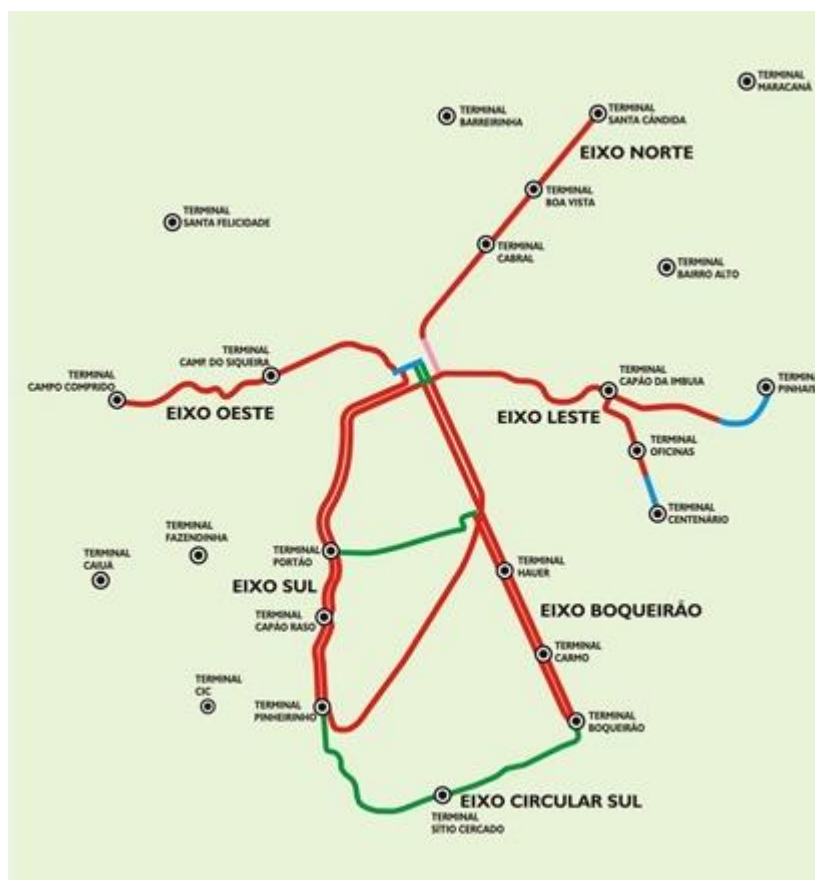 TERMINAL
MARACANÃ
TERMINAL
BARREIRINHA
TERMINAL
SANTA CÂNDIDA
EIXO NORTE
TERMINAL
BOA VISTA
TERMINAL
SANTA FELICIDADE
TERMINAL
CABRAL
TERMINAL
BAIRRO ALTO
TERMINAL
CAMP. DO SIQUEIRA
TERMINAL
CAMPO COMPRIDO
EIXO OESTE
TERMINAL
CAPÃO DA IMBUIA
TERMINA
PINHAIS
EIXO LESTE
TERMINAL
OFICINAS
TERMINAL
CENTENÁRIO
TERMINAL
FAZENDINHA
TERMINAL
CAIUÁ
TERMINAL
PORTÃO
EIXO SUL
TERMINAL
HAUER
EIXO BOQUEIRÃO
TERMINAL
CAPÃO RASO
TERMINAL
CARMO
TERMINAL
CIC
TERMINAL
PINHEIRINHO
TERMINAL
BOQUEIRÃO
EIXO CIRCULAR SUL
TERMINAL
SÍTIO CERCADO